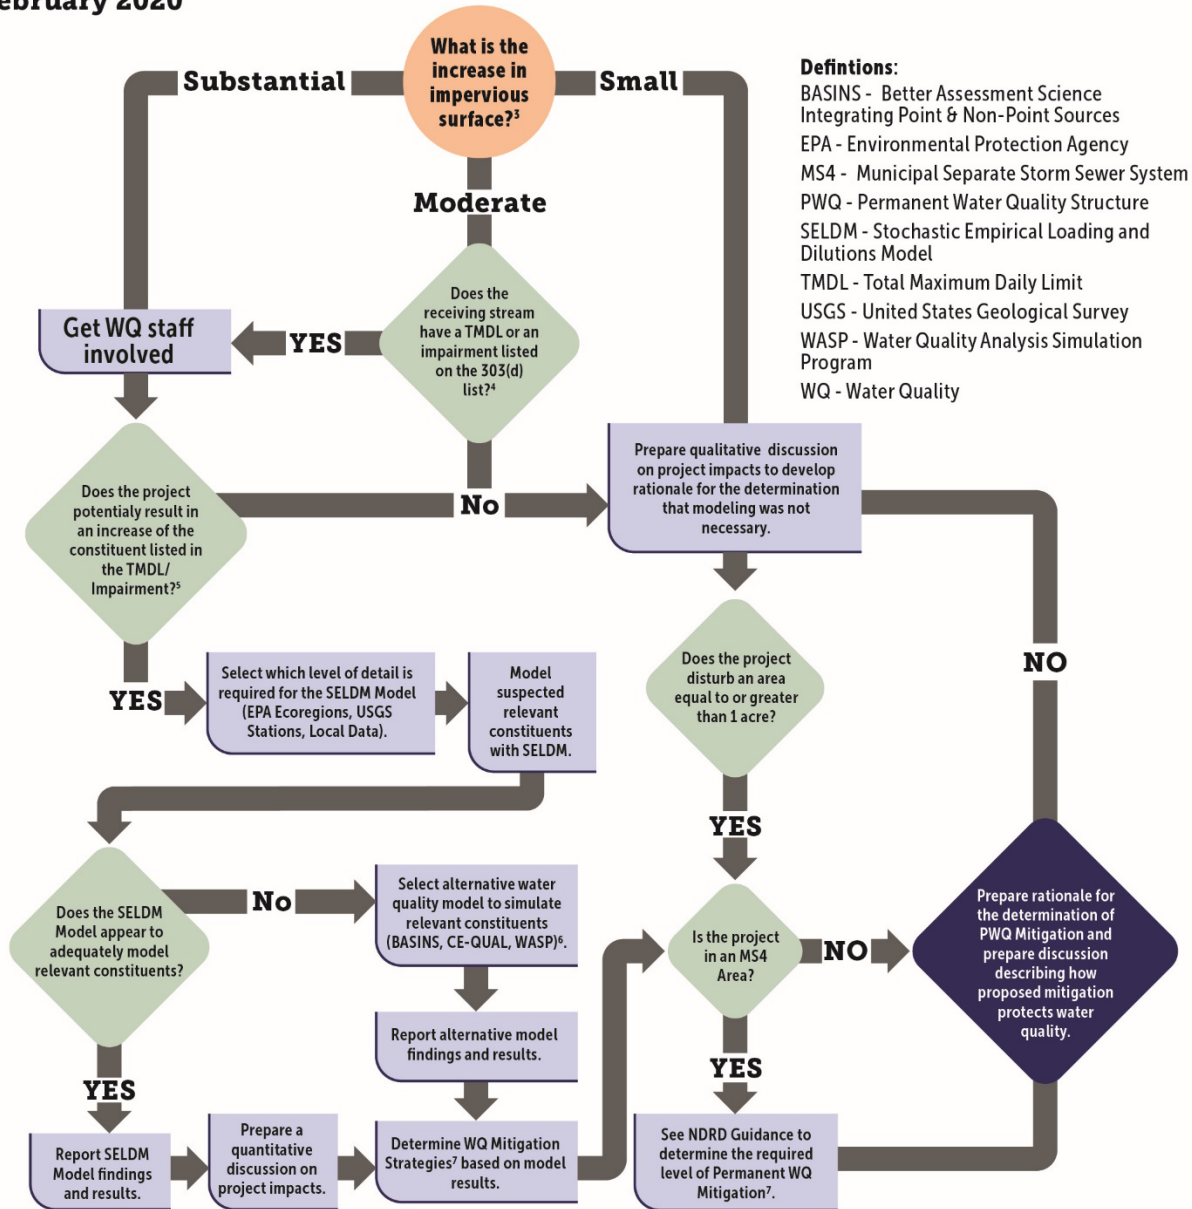 ebruary 2020
What is the
increase in
impervious
surface?³
Substantial
Small
Moderate
Defintions:
BASINS - Better Assessment Science
Integrating Point & Non-Point Sources
EPA - Environmental Protection Agency
MS4 - Municipal Separate Storm Sewer System
PWQ - Permanent Water Quality Structure
SELDM - Stochastic Empirical Loading and
Dilutions Model
TMDL - Total Maximum Daily Limit
USGS - United States Geological Survey
WASP - Water Quality Analysis Simulation
Program
WQ - Water Quality
Does the
receiving stream
have a TMDL or an
impairment listed
on the 303(d)
list?⁴
YES
Get WQ staff
involved
No
Does the project
potentialy result in
an increase of the
constituent listed in
the TMDL/
Impairment?⁵
Prepare qualitative discussion
on project impacts to develop
rationale for the determination
that modeling was not
necessary.
YES
Select which level of detail is
required for the SELDM Model
(EPA Ecoregions, USGS
Stations, Local Data).
Model
suspected
relevant
constituents
with SELDM.
Does the project
disturb an area
equal to or greater
than 1 acre?
NO
YES
Does the SELDM
Model appear to
adequately model
relevant constituents?
No
Select alternative water
quality model to simulate
relevant constituents
(BASINS, CE-QUAL, WASP)⁶.
Is the project
in an MS4
Area?
NO
Prepare rationale for
the determination of
PWQ Mitigation and
prepare discussion
describing how
proposed mitigation
protects water
quality.
Report alternative model
findings and results.
YES
YES
Report SELDM
Model findings
and results.
Prepare a
quantitative
discussion on
project impacts.
Determine WQ Mitigation
Strategies⁷ based on model
results.
See NDRD Guidance to
determine the required
level of Permanent WQ
Mitigation⁷.